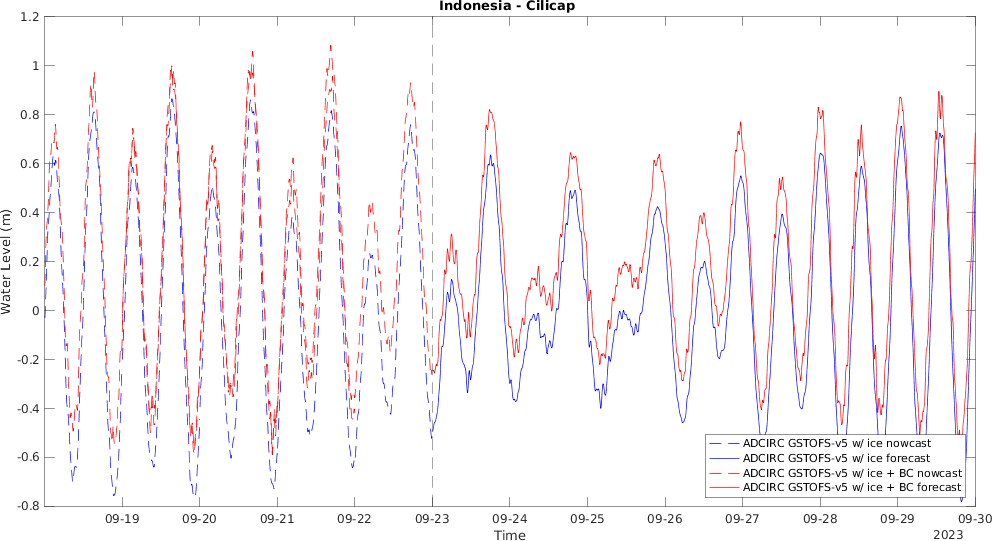 Indonesia - Cilicap
Water Level (m)
1.2
1
0.8
0.6
0.4
0.2
0
-0.2
-0.4
-0.6
-0.8
ADCIRC GSTOFS-v5 w/ ice nowcast
ADCIRC GSTOFS-v5 w/ ice forecast
ADCIRC GSTOFS-v5 w/ ice + BC nowcast
ADCIRC GSTOFS-v5 w/ ice + BC forecast
09-19 09-20 09-21 09-22 09-23 09-24 09-25 09-26 09-27 09-28 09-29 09-30
Time
2023